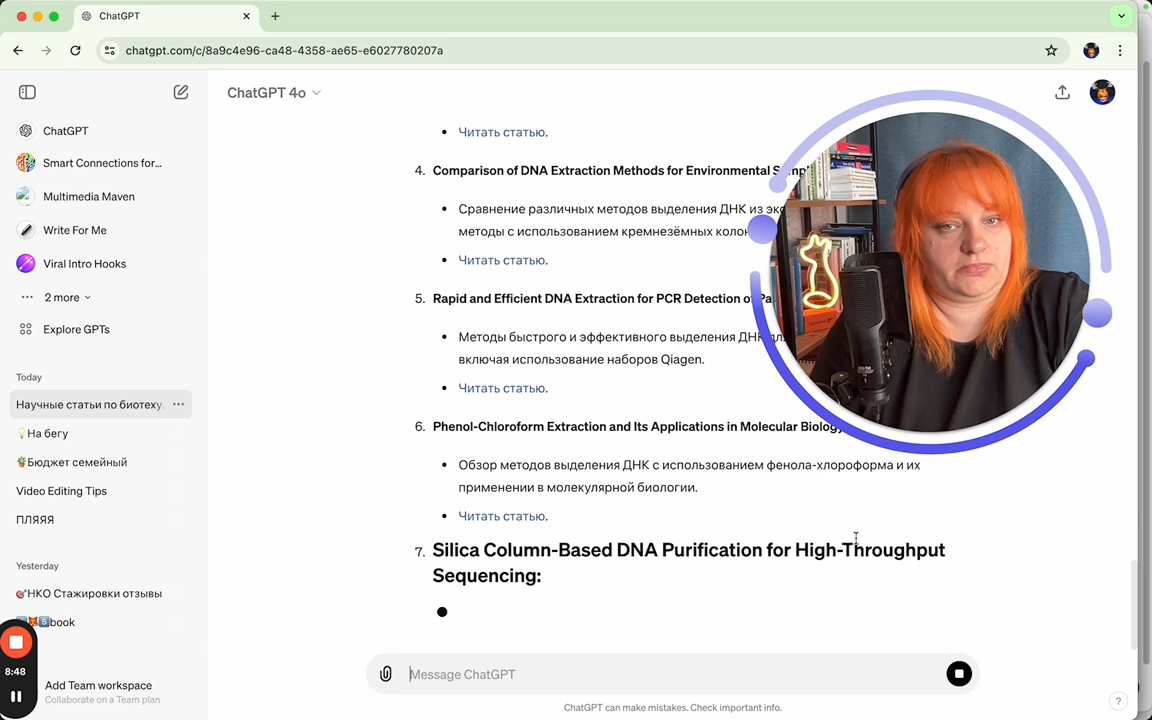 ChatGPT
chatgpt.com/c/8a9c4e96-ca48-4358-ae65-e6027780207a
ChatGPT 4o
ChatGPT
Smart Connections for...
Multimedia Maven
Write For Me
Viral Intro Hooks
2 more
Explore GPTs
Today
Научные статьи по биотеху.
💡На бегу
🪴Бюджет семейный
Video Editing Tips
ПЛЯЯЯ
Yesterday
🎯НКО Стажировки отзывы
book
8:48
Add Team workspace
Collaborate on a Team plan
Читать статью.
4. Comparison of DNA Extraction Methods for Environmental
Сравнение различных методов выделения ДНК из
методы с использованием кремнезёмных
Читать статью.
5. Rapid and Efficient DNA Extraction for PCR Detection
Методы быстрого и эффективного выделения
включая использование наборов Qiagen.
Читать статью.
6. Phenol-Chloroform Extraction and Its Applications in Molecular Biology
Обзор методов выделения ДНК с использованием фенола-хлороформа и их
применении в молекулярной биологии.
Читать статью.
7. Silica Column-Based DNA Purification for High-Throughput
Sequencing:
Message ChatGPT
ChatGPT can make mistakes. Check important info.
?